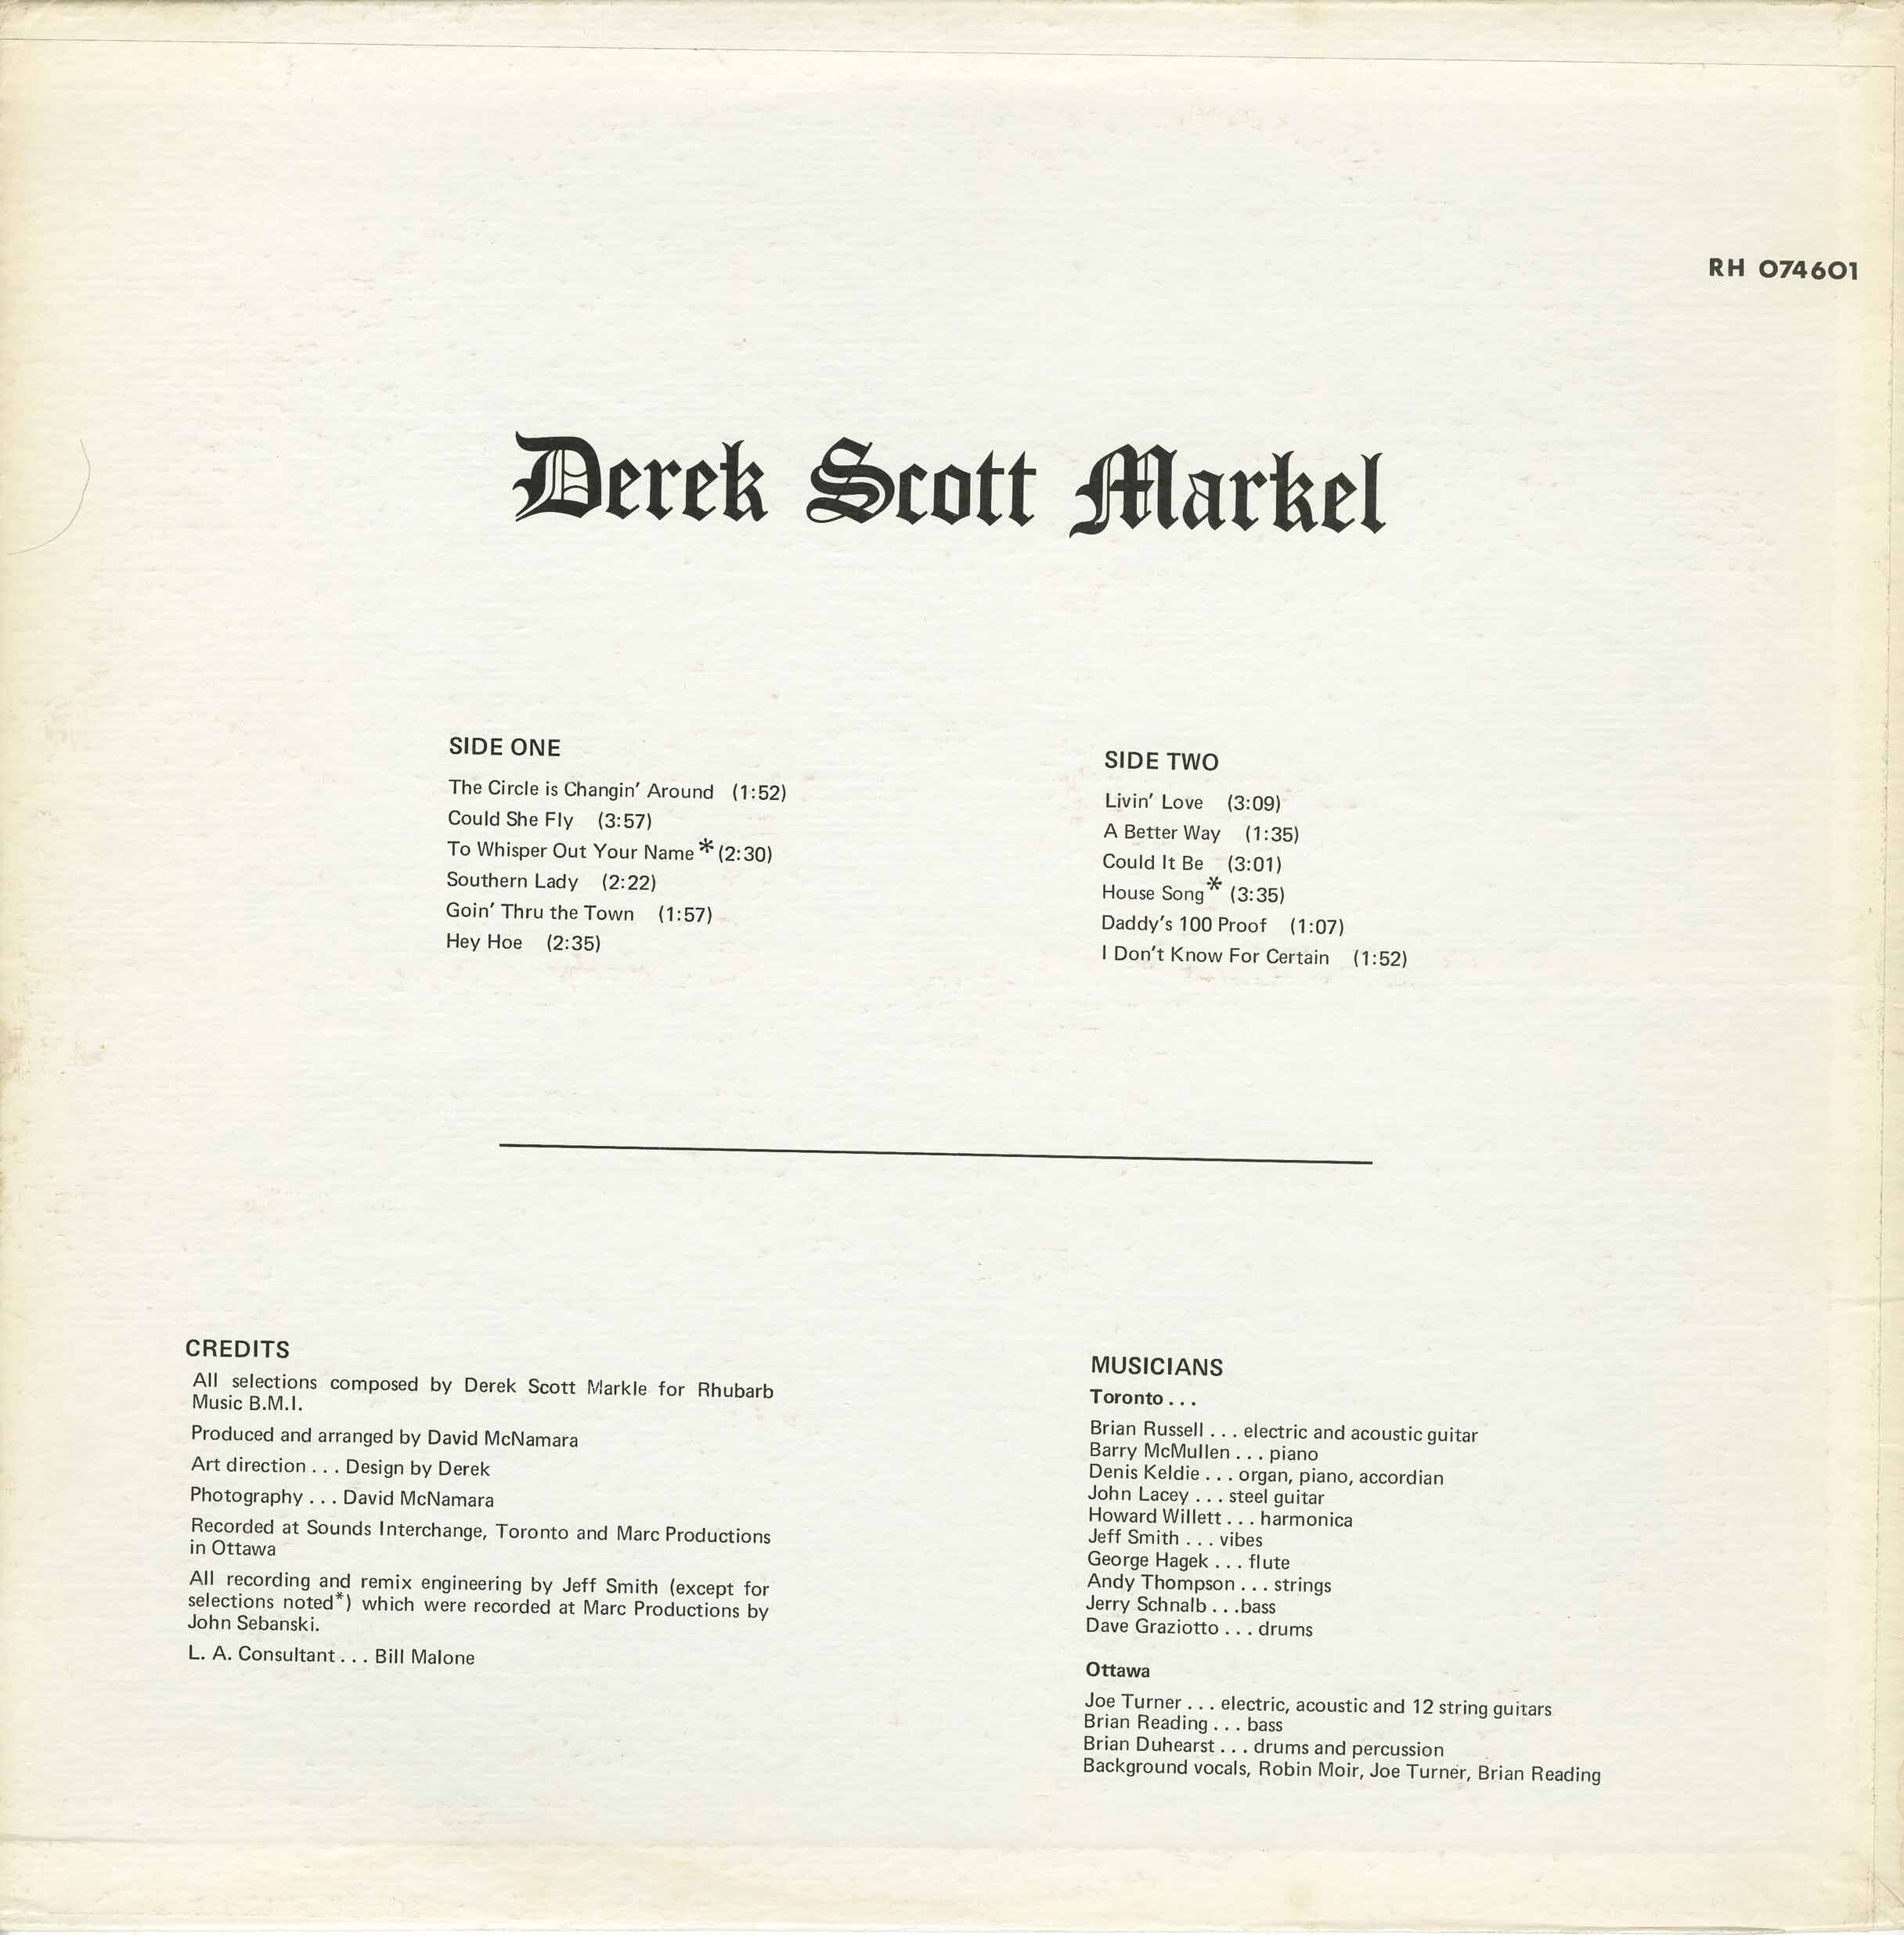 RH 074601
Derek Scott Markel
SIDE ONE
The Circle is Changin' Around (1:52)
Could She Fly (3:57)
To Whisper Out Your Name * (2:30)
Southern Lady (2:22)
Goin' Thru the Town (1:57)
Hey Hoe (2:35)
SIDE TWO
Livin' Love (3:09)
A Better Way (1:35)
Could It Be (3:01)
House Song * (3:35)
Daddy's 100 Proof (1:07)
I Don't Know For Certain (1:52)
CREDITS
All selections composed by Derek Scott Markle for Rhubarb
Music B.M.I.
Produced and arranged by David McNamara
Art direction . . . Design by Derek
Photography . . . David McNamara
Recorded at Sounds Interchange, Toronto and Marc Productions
in Ottawa
All recording and remix engineering by Jeff Smith (except for
selections noted*) which were recorded at Marc Productions by
John Sebanski.
L. A. Consultant . . . Bill Malone
MUSICIANS
Toronto . . .
Brian Russell . . . electric and acoustic guitar
Barry McMullen . . . piano
Denis Keldie . . . organ, piano, accordian
John Lacey . . . steel guitar
Howard Willett . . . harmonica
Jeff Smith . . . vibes
George Hagek . . . flute
Andy Thompson . . . strings
Jerry Schnalb . . .bass
Dave Graziotto . . . drums
Ottawa
Joe Turner . . . electric, acoustic and 12 string guitars
Brian Reading . . . bass
Brian Duhearst . . . drums and percussion
Background vocals, Robin Moir, Joe Turner, Brian Reading